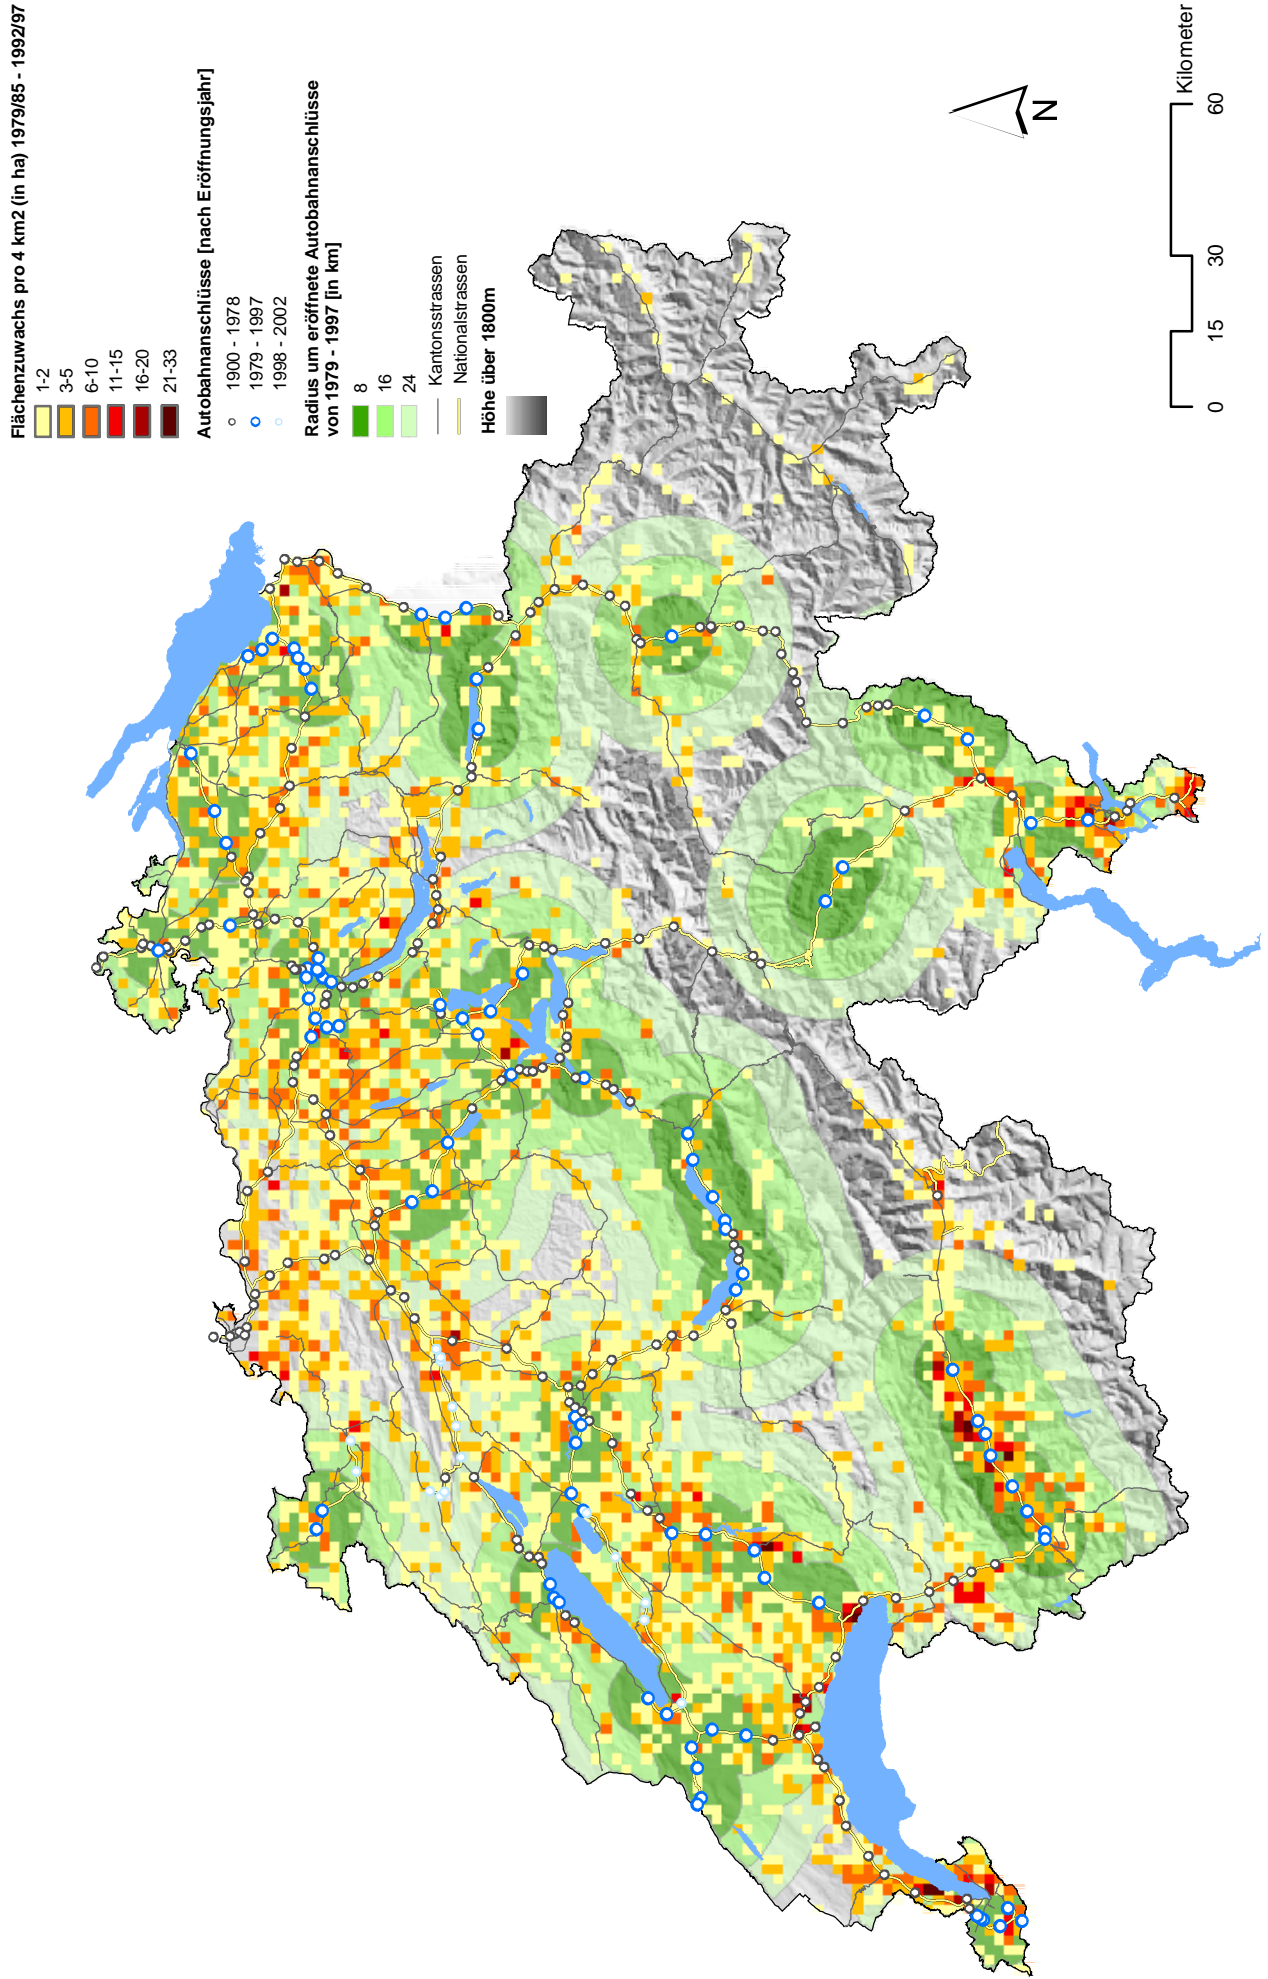 Flächenzuwachs pro 4 km2 (in ha) 1979/85 - 1992/97
1-2
3-5
6-10
11-15
16-20
21-33
Autobahnanschlüsse [nach Eröffnungsjahr]
1900 - 1978
1979 - 1997
1998 - 2002
Radius um eröffnete Autobahnanschlüsse
von 1979 - 1997 [in km]
8
16
24
Kantonsstrassen
Nationalstrassen
Höhe über 1800m
N
0 15 30 60
Kilometer